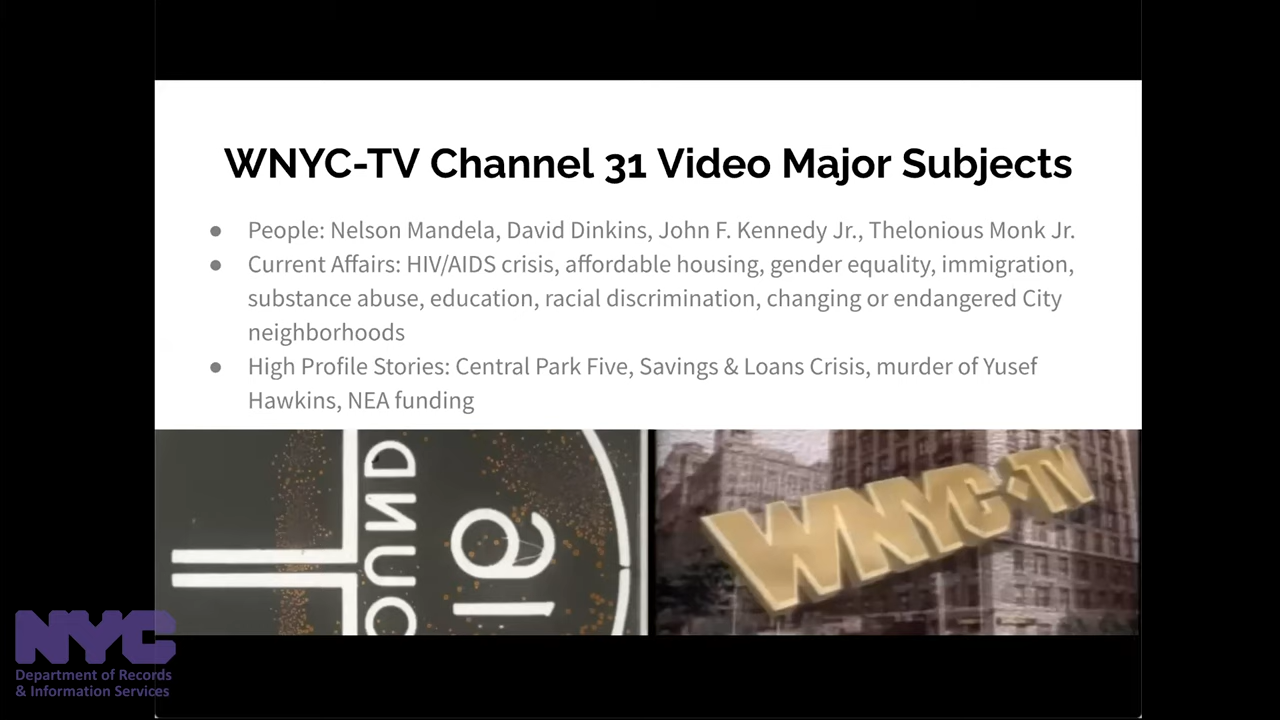 WNYC-TV Channel 31 Video Major Subjects
● People: Nelson Mandela, David Dinkins, John F. Kennedy Jr., Thelonious Monk Jr.
● Current Affairs: HIV/AIDS crisis, affordable housing, gender equality, immigration,
substance abuse, education, racial discrimination, changing or endangered City
neighborhoods
● High Profile Stories: Central Park Five, Savings & Loans Crisis, murder of Yusef
Hawkins, NEA funding
WNYC·TV
NYC
Department of Records
& Information Services